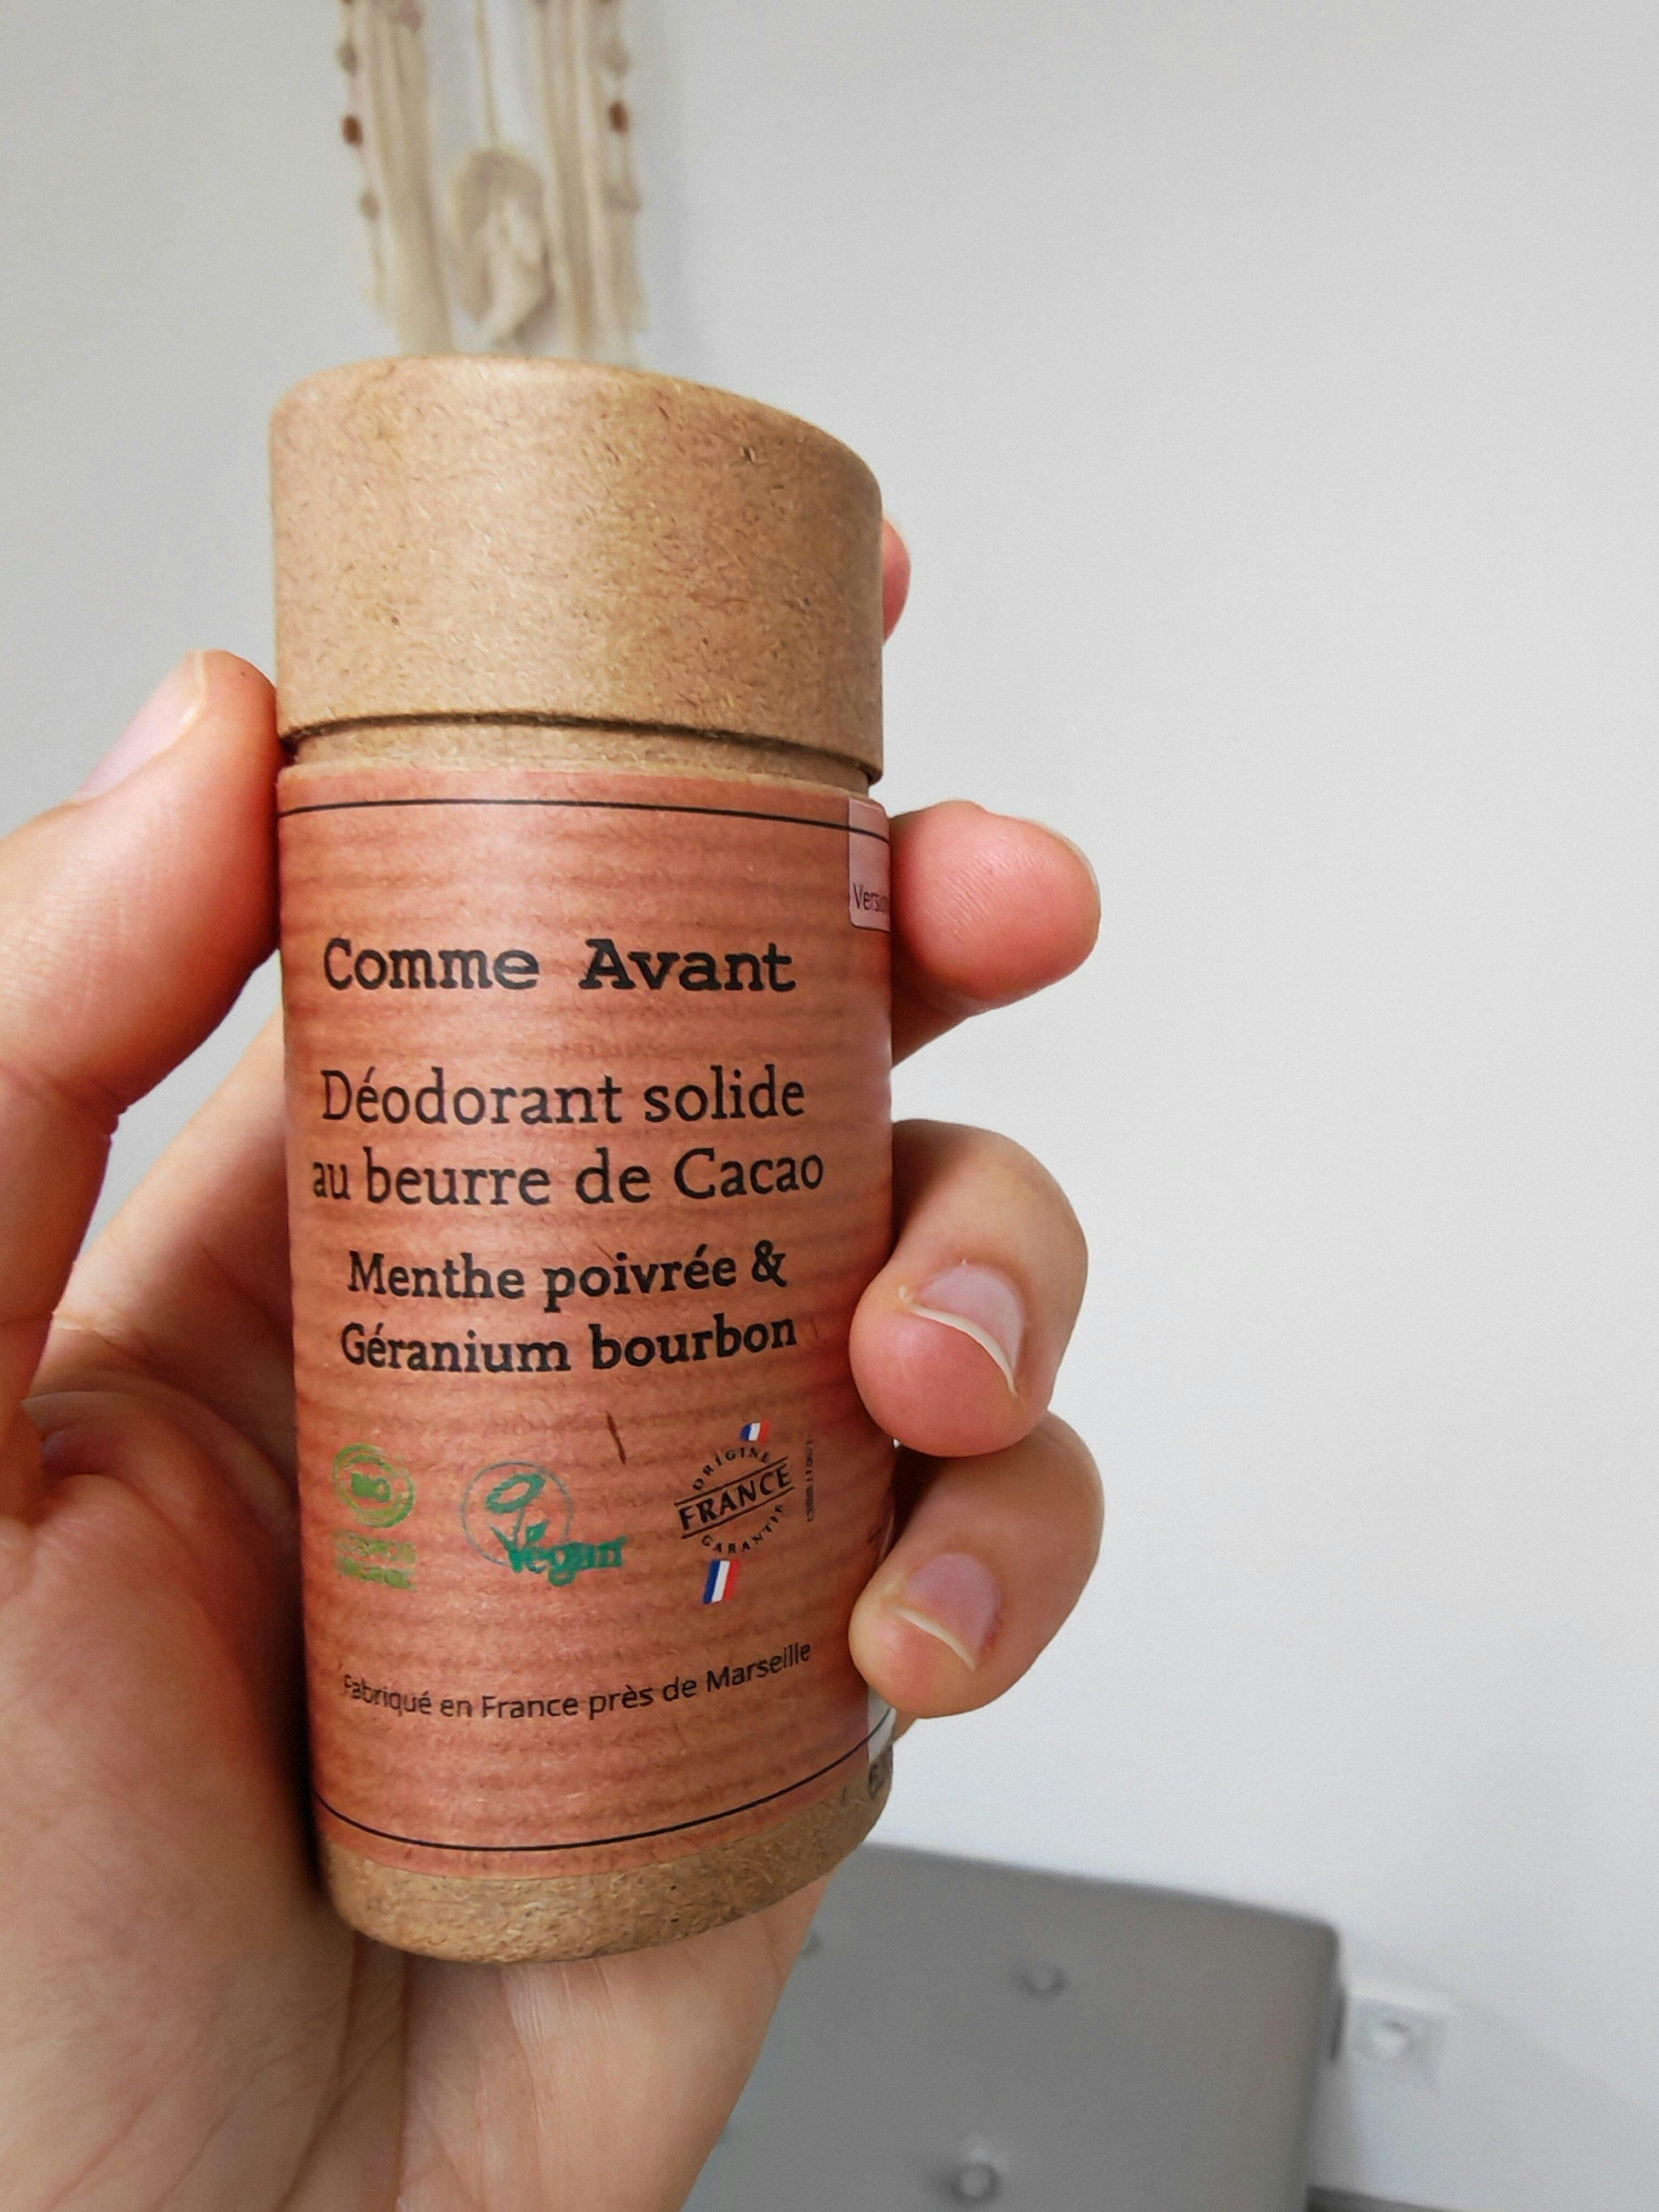 Comme Avant
Déodorant solide
au beurre de Cacao
Menthe poivrée &
Géranium bourbon
BIO
Vegan
ORIGINE
FRANCE
GARANTIE
Fabriqué en France près de Marseille